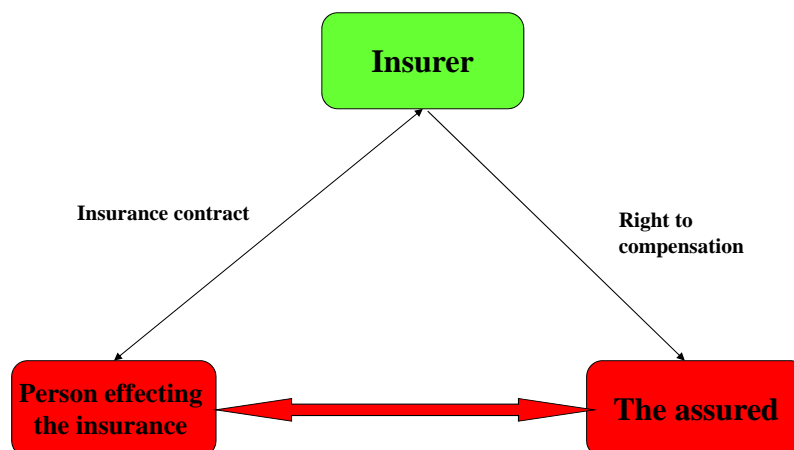 Insurer
Insurance contract
Right to
compensation
Person effecting
the insurance
The assured